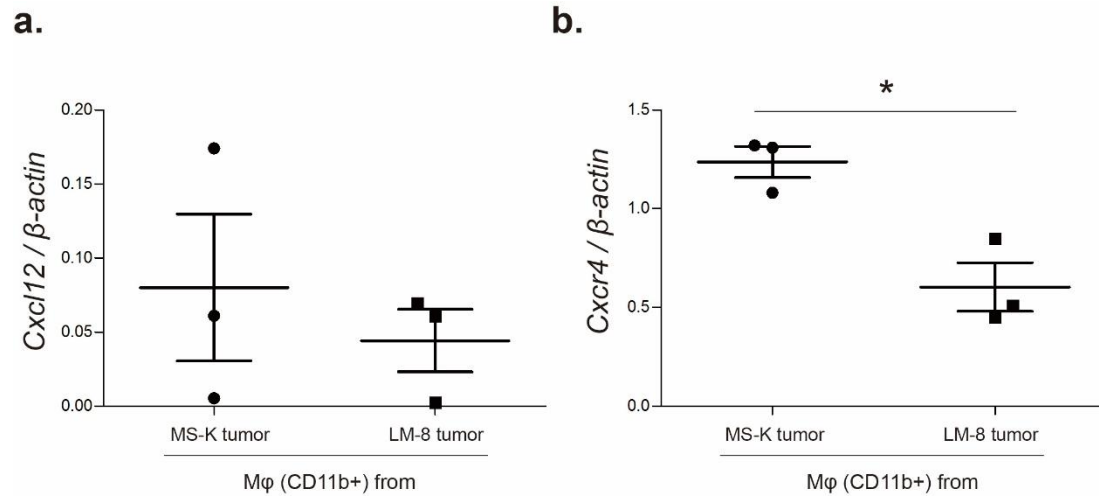 a.
Cxcl12 / β-actin
0.20
0.15
0.10
0.05
0.00
MS-K tumor
LM-8 tumor
Mφ (CD11b+) from
b.
*
Cxcr4 / β-actin
1.5
1.0
0.5
0.0
MS-K tumor
LM-8 tumor
Mφ (CD11b+) from